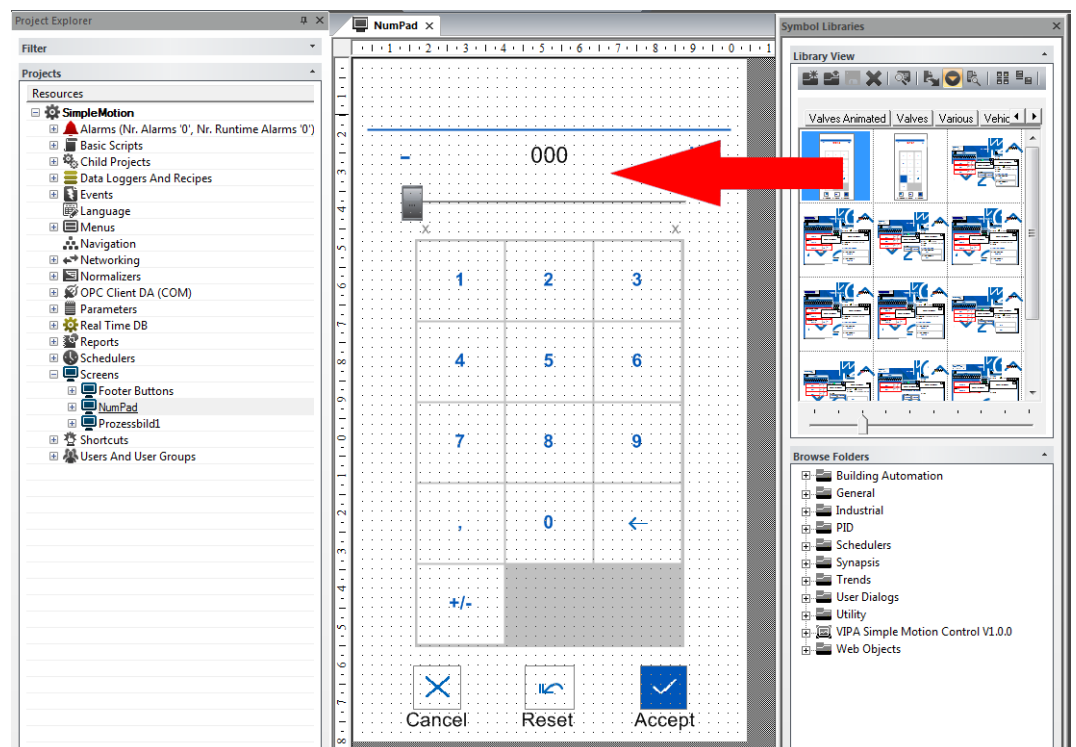 Project Explorer
Filter
Projects
Resources
SimpleMotion
Alarms (Nr. Alarms '0', Nr. Runtime Alarms '0')
Basic Scripts
Child Projects
Data Loggers And Recipes
Events
Language
Menus
Navigation
Networking
Normalizers
OPC Client DA (COM)
Parameters
Real Time DB
Reports
Schedulers
Screens
Footer Buttons
NumPad
Prozessbild1
Shortcuts
Users And User Groups
NumPad
000
x x
1 2 3
4 5 6
7 8 9
, 0 ←
+/-
Cancel Reset Accept
Symbol Libraries
Library View
Valves Animated Valves Various Vehic
Browse Folders
Building Automation
General
Industrial
PID
Schedulers
Synapsis
Trends
User Dialogs
Utility
VIPA Simple Motion Control V1.0.0
Web Objects